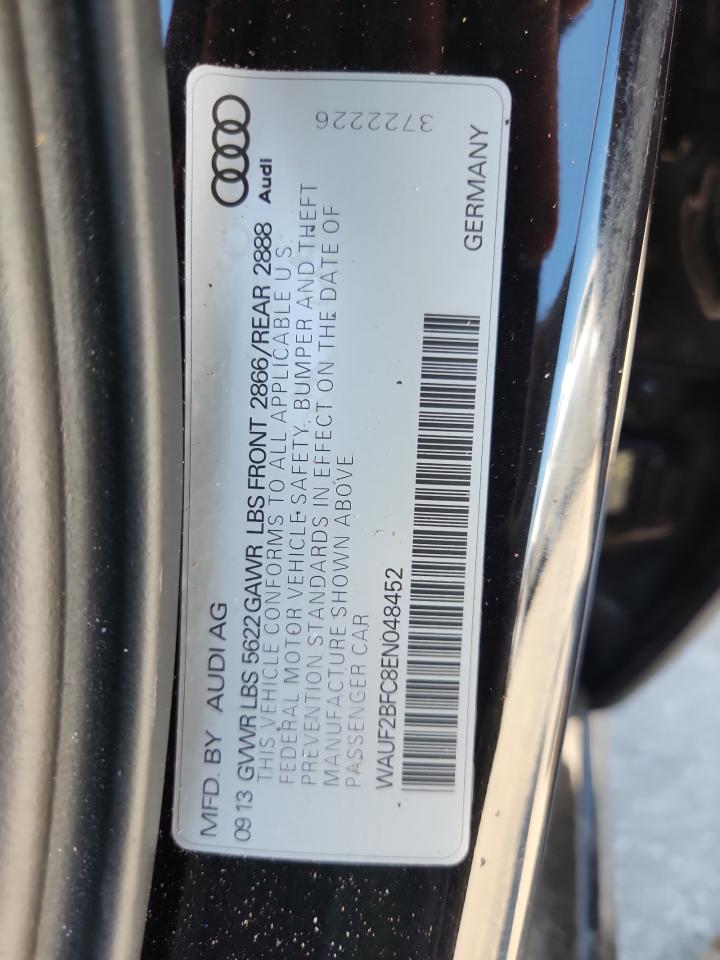 MFD. BY AUDI AG
0913 GVWR LBS 5622 GAWR LBS FRONT 2866/REAR 2888
Audi
THIS VEHICLE CONFORMS TO ALL APPLICABLE U S.
FEDERAL MOTOR VEHICLE SAFETY, BUMPER AND THEFT
PREVENTION STANDARDS IN EFFECT ON THE DATE OF
MANUFACTURE SHOWN ABOVE
PASSENGER CAR
WAUF2BFC8EN048452
GERMANY
3722226